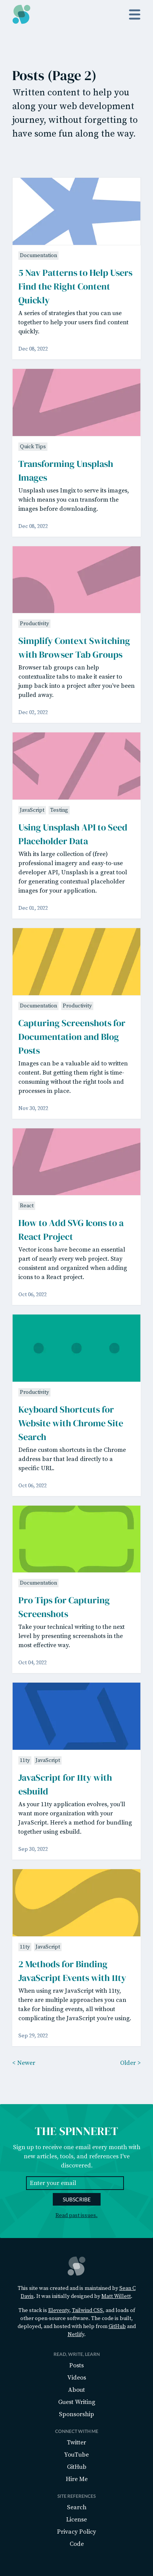 Posts (Page 2)
Written content to help you
along your web development
journey, without forgetting to
have some fun along the way.
Documentation
5 Nav Patterns to Help Users
Find the Right Content
Quickly
A series of strategies that you can use
together to help your users find content
quickly.
Dec 08, 2022
Quick Tips
Transforming Unsplash
Images
Unsplash uses Imgix to serve its images,
which means you can transform the
images before downloading.
Dec 08, 2022
Productivity
Simplify Context Switching
with Browser Tab Groups
Browser tab groups can help
contextualize tabs to make it easier to
jump back into a project after you've been
pulled away.
Dec 02, 2022
JavaScript Testing
Using Unsplash API to Seed
Placeholder Data
With its large collection of (free)
professional imagery and easy-to-use
developer API, Unsplash is a great tool
for generating contextual placeholder
images for your application.
Dec 01, 2022
Documentation Productivity
Capturing Screenshots for
Documentation and Blog
Posts
Images can be a valuable aid to written
content. But getting them right is time-
consuming without the right tools and
processes in place.
Nov 30, 2022
React
How to Add SVG Icons to a
React Project
Vector icons have become an essential
part of nearly every web project. Stay
consistent and organized when adding
icons to a React project.
Oct 06, 2022
Productivity
Keyboard Shortcuts for
Website with Chrome Site
Search
Define custom shortcuts in the Chrome
address bar that lead directly to a
specific URL.
Oct 06, 2022
Documentation
Pro Tips for Capturing
Screenshots
Take your technical writing to the next
level by presenting screenshots in the
most effective way.
Oct 04, 2022
11ty JavaScript
JavaScript for 11ty with
esbuild
As your 11ty application evolves, you'll
want more organization with your
JavaScript. Here's a method for bundling
together using esbuild.
Sep 30, 2022
11ty JavaScript
2 Methods for Binding
JavaScript Events with 11ty
When using raw JavaScript with 11ty,
there are multiple approaches you can
take for binding events, all without
complicating the JavaScript you're using.
Sep 29, 2022
< Newer Older >
THE SPINNERET
Sign up to receive one email every month with
new articles, tools, and references I've
discovered.
Enter your email
SUBSCRIBE
Read past issues.
This site was created and is maintained by Sean C
Davis. It was initially designed by Matt Willett.
The stack is Eleventy, Tailwind CSS, and loads of
other open source software. The code is built,
deployed, and hosted with help from GitHub and
Netlify.
READ, WRITE, LEARN
Posts
Videos
About
Guest Writing
Sponsorship
CONNECT WITH ME
Twitter
YouTube
GitHub
Hire Me
SITE REFERENCES
Search
License
Privacy Policy
Code